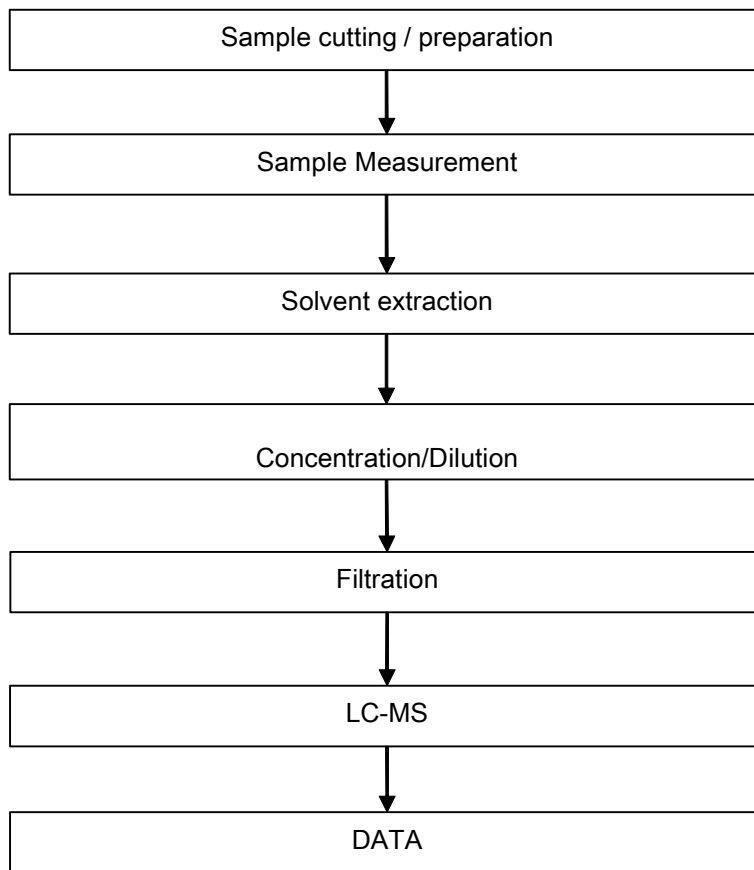 Sample cutting / preparation
Sample Measurement
Solvent extraction
Concentration/Dilution
Filtration
LC-MS
DATA